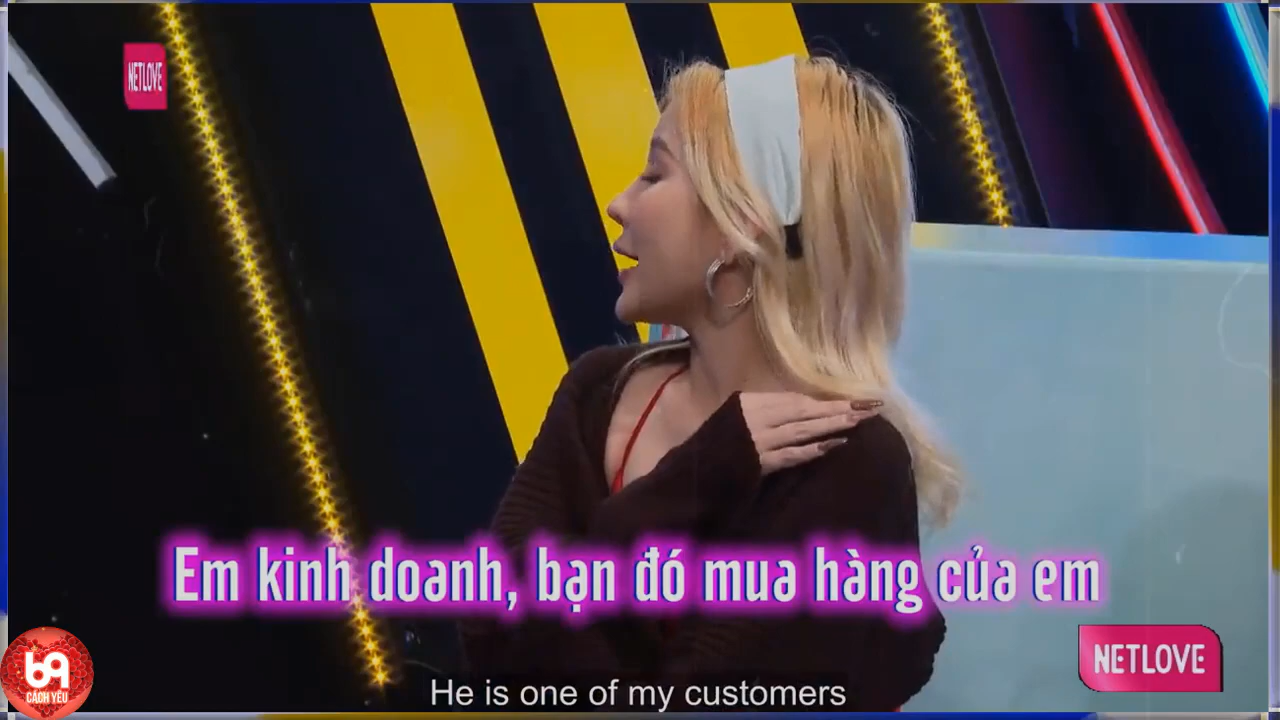 NETLOVE
Em kinh doanh, bạn đó mua hàng của em
NETLOVE
69
CÁCH YÊU
He is one of my customers